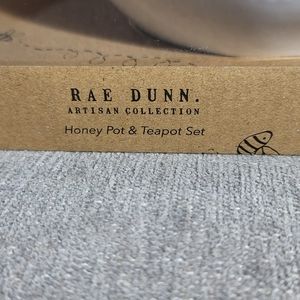 RAE DUNN.
ARTISAN COLLECTION
Honey Pot & Teapot Set